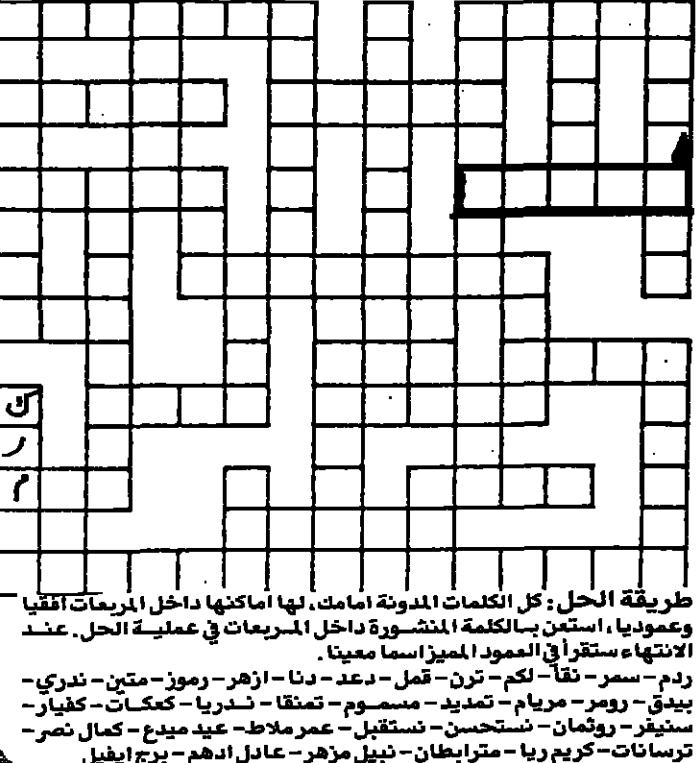 ك
ر
م
طريقة الحل: كل الكلمات المدونة امامك، لها اماكنها داخل المربعات أفقيا
وعموديا، استعن بالكلمة المنشورة داخل المربعات في عملية الحل. عند
الانتهاء ستقرأ في العمود المميز اسما معينا.
ردم - سمر - نقأ - لكم - ترن - قمل - دعد - دنا - ازهر - رموز - متين - ندري -
بيدق - رومر - مريام - تمديد - مسموم - تمنقا - ندريا - كعكات - كفيار -
سنيفر - روثمان - نستحسن - نستقبل - عمر ملاط - عيد ميدع - كمال نصر -
ترسانات - كريم ريا - مترابطان - نبيل مزهر - عادل ادهم - برج ايفيل